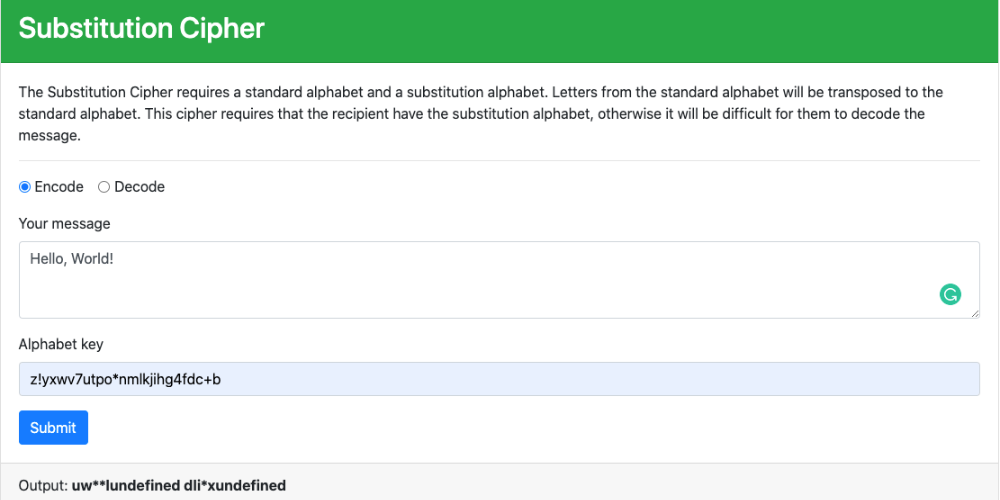 Substitution Cipher
The Substitution Cipher requires a standard alphabet and a substitution alphabet. Letters from the standard alphabet will be transposed to the
standard alphabet. This cipher requires that the recipient have the substitution alphabet, otherwise it will be difficult for them to decode the
message.
Encode Decode
Your message
Hello, World!
Alphabet key
z!yxwv7utpo*nmlkjihg4fdc+b
Submit
Output: uw**lundefined dli*xundefined